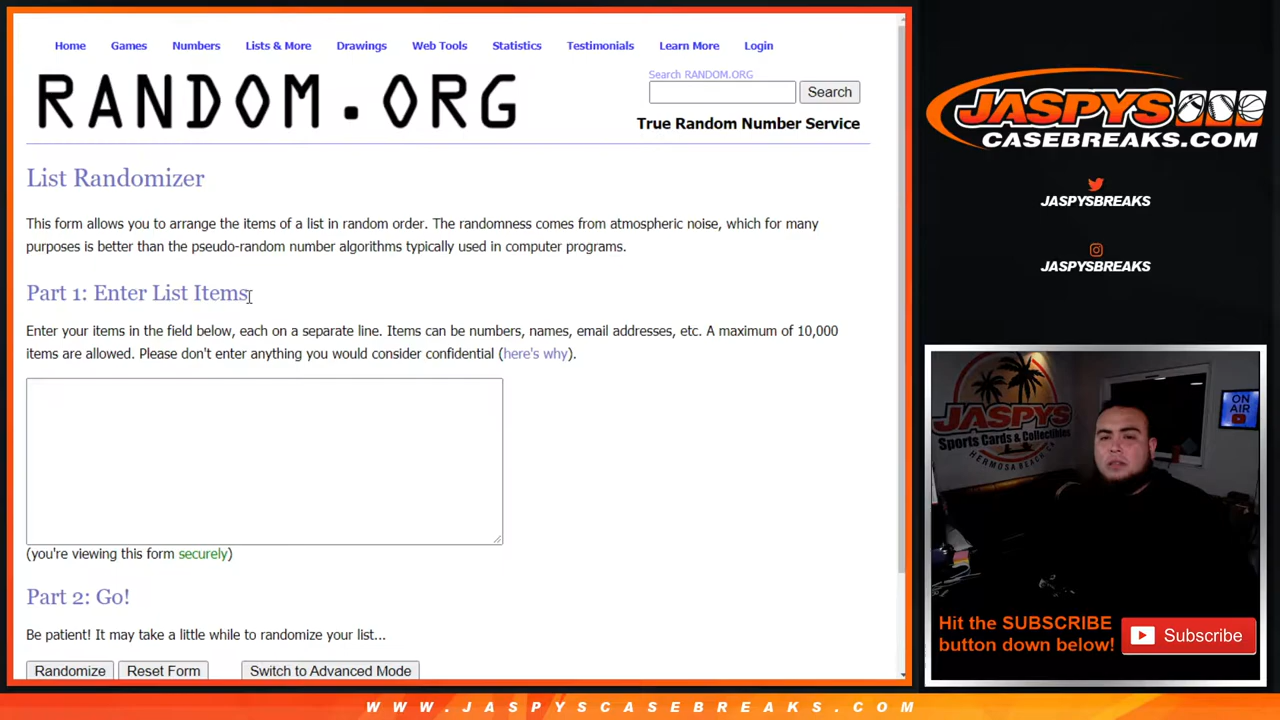 Home Games Numbers Lists & More Drawings Web Tools Statistics Testimonials Learn More Login
RANDOM.ORG
Search RANDOM.ORG
Search
True Random Number Service
List Randomizer
This form allows you to arrange the items of a list in random order. The randomness comes from atmospheric noise, which for many
purposes is better than the pseudo-random number algorithms typically used in computer programs.
Part 1: Enter List Items
Enter your items in the field below, each on a separate line. Items can be numbers, names, email addresses, etc. A maximum of 10,000
items are allowed. Please don't enter anything you would consider confidential (here's why).
(you're viewing this form securely)
Part 2: Go!
Be patient! It may take a little while to randomize your list...
Randomize Reset Form Switch to Advanced Mode
JASPYS
CASEBREAKS.COM
JASPYSBREAKS
JASPYSBREAKS
JASPYS
Sports Cards & Collectibles
HERMOSA BEACH, CA
ON
AIR
Hit the SUBSCRIBE
button down below!
Subscribe
WWW.JASPYSCASEBREAKS.COM